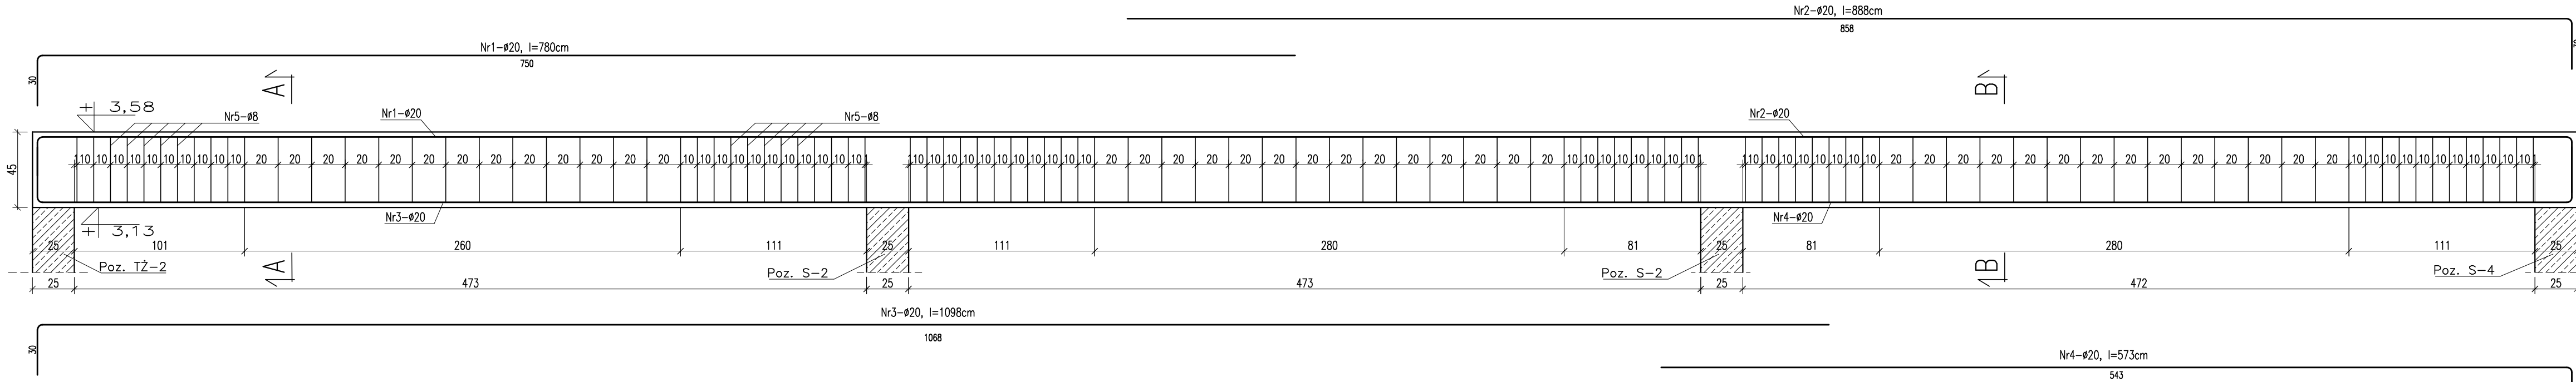 Nr2-ø20, l=888cm
858
Nr1-ø20, l=780cm
750
30
A
B
3,58
Nr5-ø8
Nr1-ø20
Nr5-ø8
Nr2-ø20
1 10 10 10 10 10 10 10 10 10 10 20 20 20 20 20 20 20 20 20 20 20 20 20 10 10 10 10 10 10 10 10 10 10 10 1
1 10 10 10 10 10 10 10 10 10 10 10 20 20 20 20 20 20 20 20 20 20 20 20 20 20 10 10 10 10 10 10 10 10 1
1 10 10 10 10 10 10 10 10 20 20 20 20 20 20 20 20 20 20 20 20 20 20 10 10 10 10 10 10 10 10 10 10 10 1
45
Nr3-ø20
Nr4-ø20
3,13
25 101 260 111 25 111 280 81 25 81 280 111 25
Poz. TŻ-2
A
Poz. S-2
Poz. S-2
B
Poz. S-4
25 473 25 473 25 472 25
Nr3-ø20, l=1098cm
1068
30
Nr4-ø20, l=573cm
543